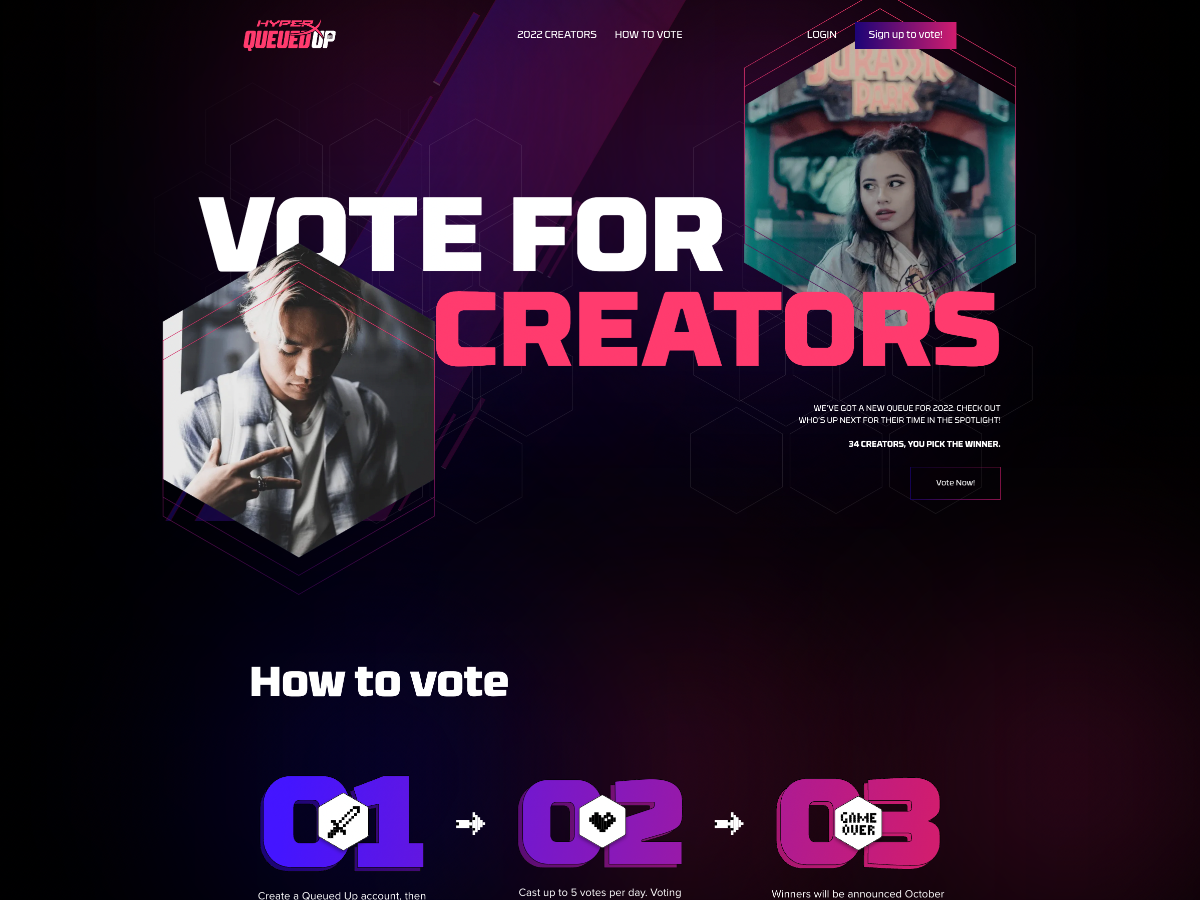 HYPERX
QUEUED UP
2022 CREATORS
HOW TO VOTE
LOGIN
Sign up to vote!
JURASSIC
PARK
VOTE FOR
CREATORS
WE'VE GOT A NEW QUEUE FOR 2022. CHECK OUT
WHO'S UP NEXT FOR THEIR TIME IN THE SPOTLIGHT!
34 CREATORS, YOU PICK THE WINNER.
Vote Now!
How to vote
01
02
03
GAME
OVER
Create a Queued Up account, then
Cast up to 5 votes per day. Voting
Winners will be announced October